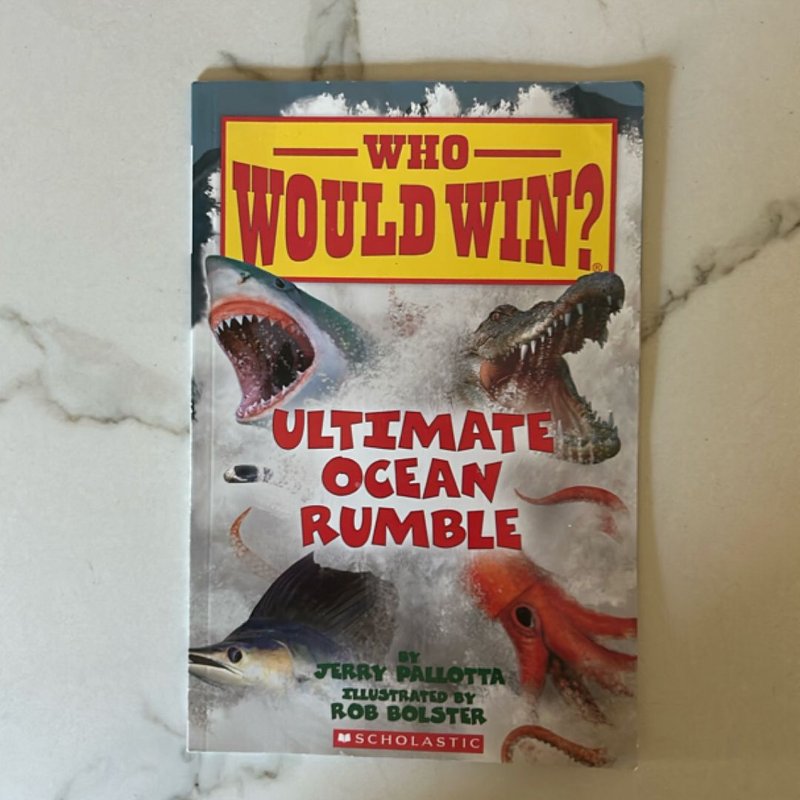 WHO
WOULD WIN?®
ULTIMATE
OCEAN
RUMBLE
BY
JERRY PALLOTTA
ILLUSTRATED BY
ROB BOLSTER
SCHOLASTIC